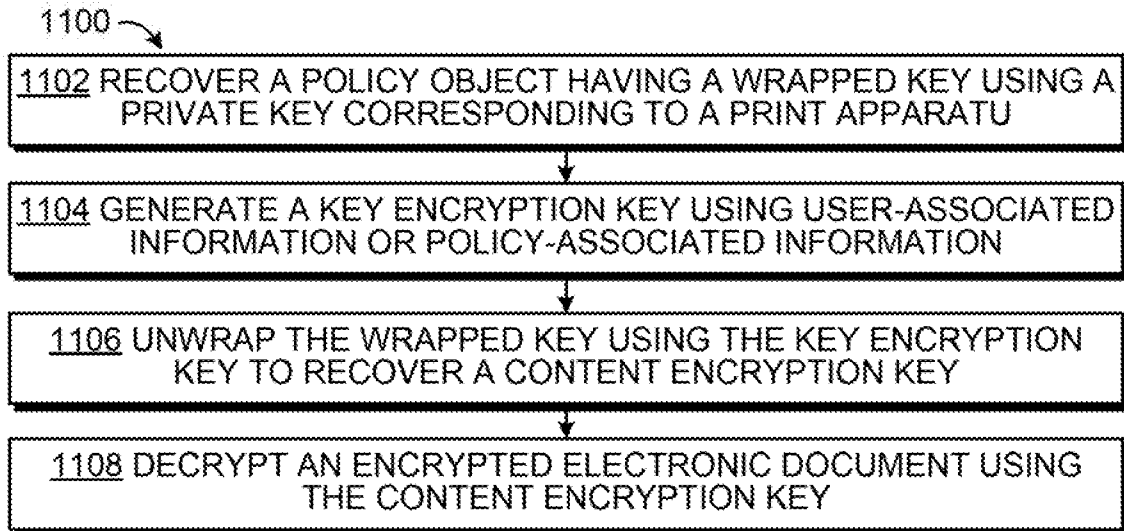 1100
1102 RECOVER A POLICY OBJECT HAVING A WRAPPED KEY USING A
PRIVATE KEY CORRESPONDING TO A PRINT APPARATU
1104 GENERATE A KEY ENCRYPTION KEY USING USER-ASSOCIATED
INFORMATION OR POLICY-ASSOCIATED INFORMATION
1106 UNWRAP THE WRAPPED KEY USING THE KEY ENCRYPTION
KEY TO RECOVER A CONTENT ENCRYPTION KEY
1108 DECRYPT AN ENCRYPTED ELECTRONIC DOCUMENT USING
THE CONTENT ENCRYPTION KEY